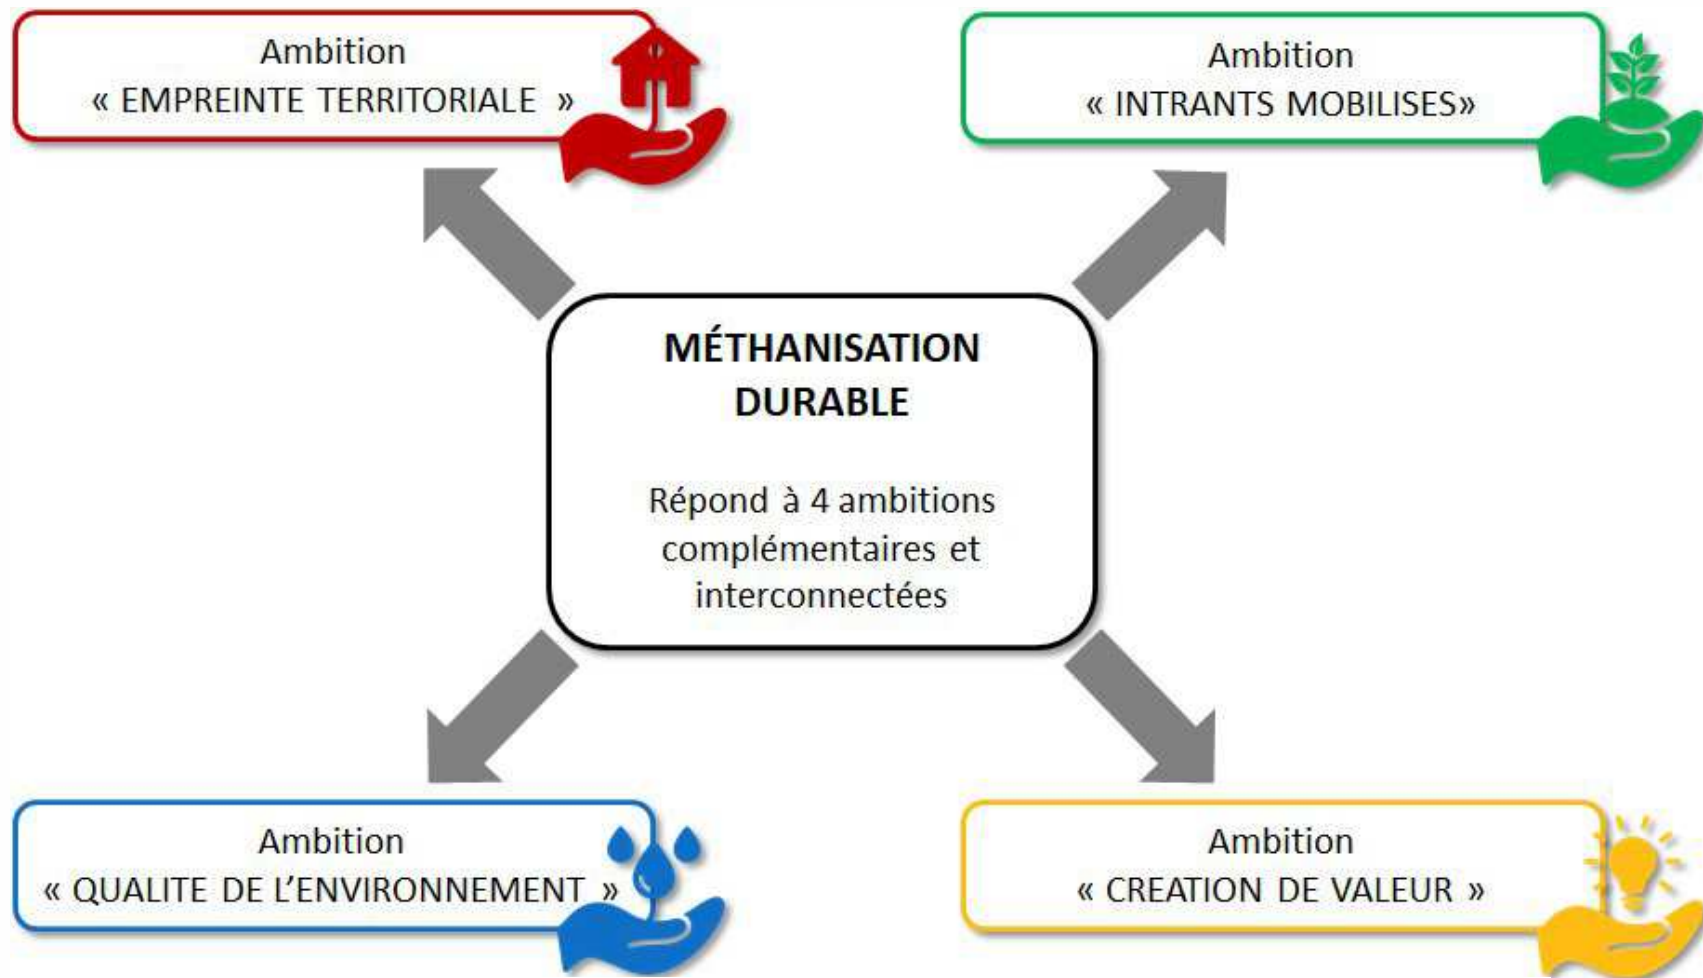 Ambition
« EMPREINTE TERRITORIALE »
Ambition
« INTRANTS MOBILISES»
MÉTHANISATION
DURABLE
Répond à 4 ambitions
complémentaires et
interconnectées
Ambition
« QUALITE DE L’ENVIRONNEMENT »
Ambition
« CREATION DE VALEUR »